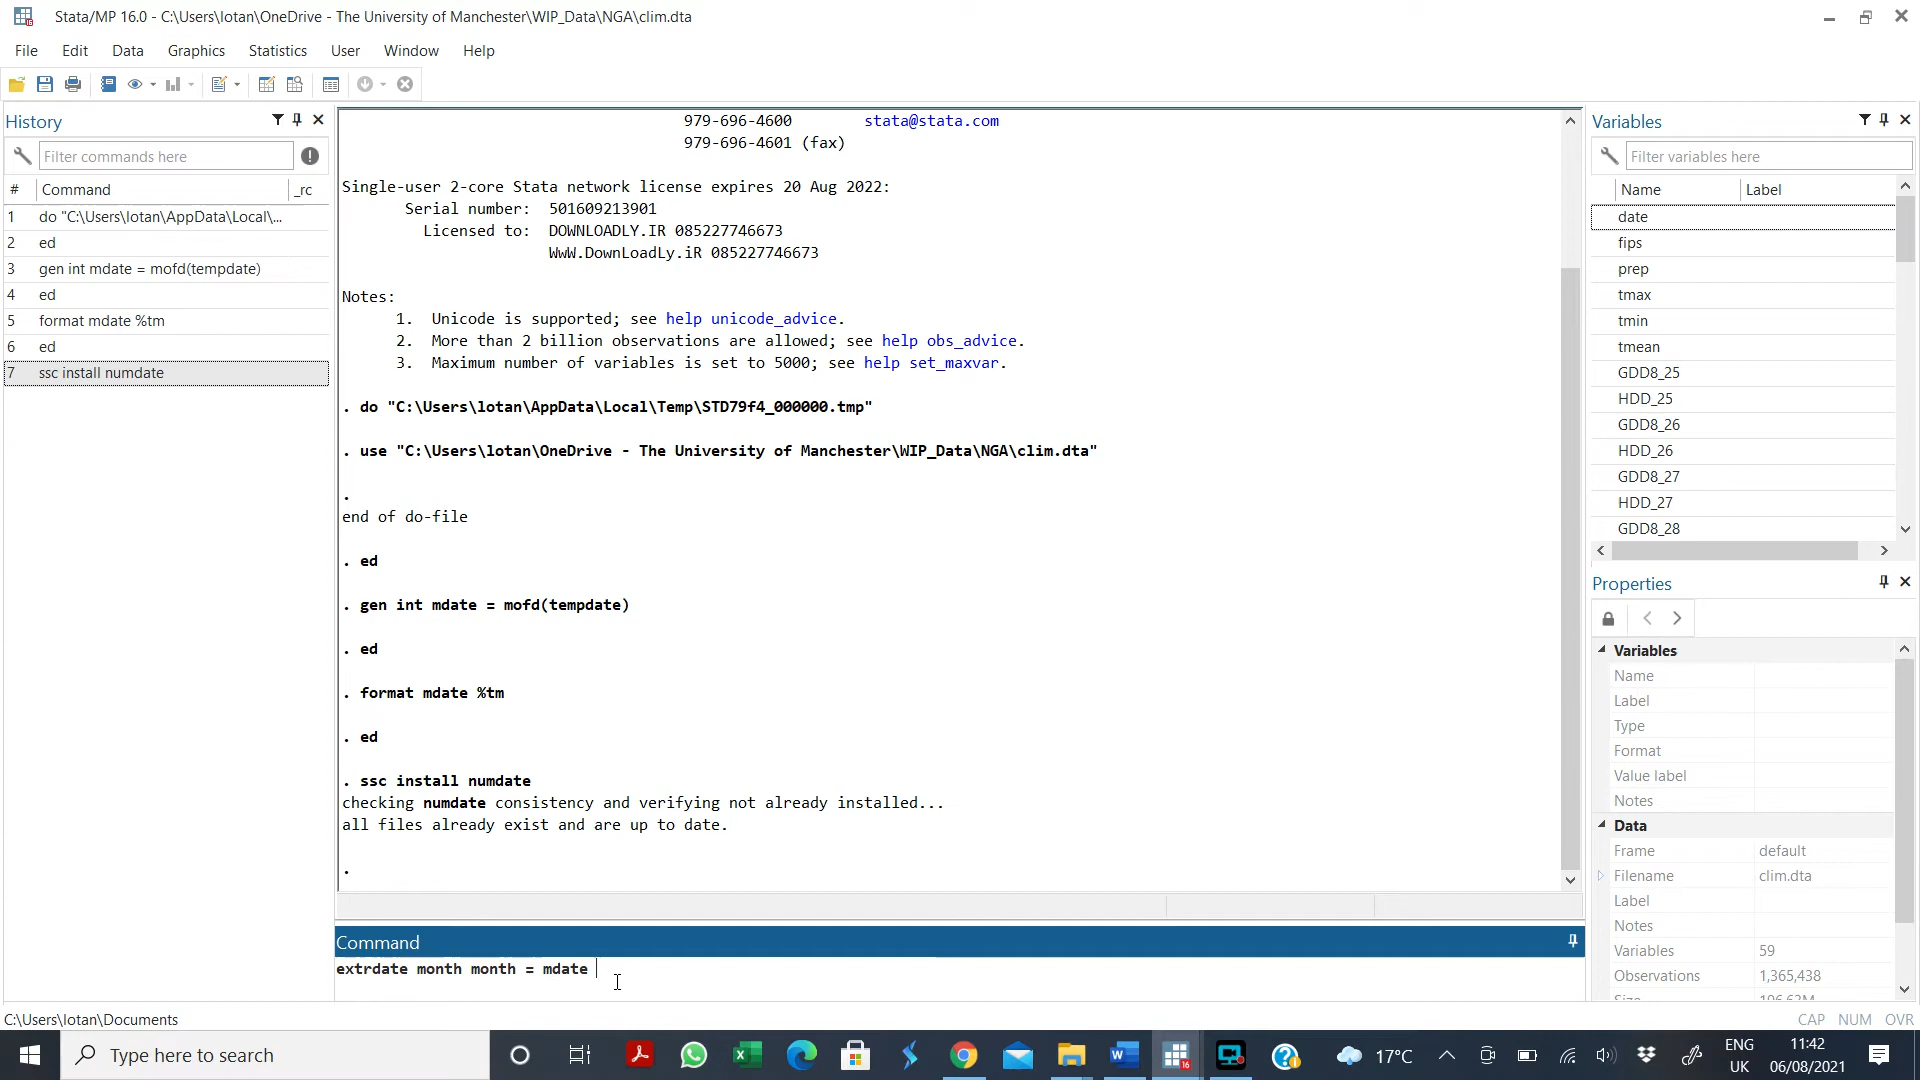 Stata/MP 16.0 - C:\Users\lotan\OneDrive - The University of Manchester\WIP_Data\NGA\clim.dta
File Edit Data Graphics Statistics User Window Help
History
Filter commands here
# Command _rc
1 do "C:\Users\lotan\AppData\Local\...
2 ed
3 gen int mdate = mofd(tempdate)
4 ed
5 format mdate %tm
6 ed
7 ssc install numdate
979-696-4600 stata@stata.com
979-696-4601 (fax)
Single-user 2-core Stata network license expires 20 Aug 2022:
Serial number: 501609213901
Licensed to: DOWNLOADLY.IR 085227746673
WwW.DownLoadLy.iR 085227746673
Notes:
1. Unicode is supported; see help unicode_advice.
2. More than 2 billion observations are allowed; see help obs_advice.
3. Maximum number of variables is set to 5000; see help set_maxvar.
. do "C:\Users\lotan\AppData\Local\Temp\STD79f4_000000.tmp"
. use "C:\Users\lotan\OneDrive - The University of Manchester\WIP_Data\NGA\clim.dta"
.
end of do-file
. ed
. gen int mdate = mofd(tempdate)
. ed
. format mdate %tm
. ed
. ssc install numdate
checking numdate consistency and verifying not already installed...
all files already exist and are up to date.
.
Command
extrdate month month = mdate
Variables
Filter variables here
Name Label
date
fips
prep
tmax
tmin
tmean
GDD8_25
HDD_25
GDD8_26
HDD_26
GDD8_27
HDD_27
GDD8_28
Properties
Variables
Name
Label
Type
Format
Value label
Notes
Data
Frame default
Filename clim.dta
Label
Notes
Variables 59
Observations 1,365,438
C:\Users\lotan\Documents
CAP NUM OVR
Type here to search
17°C
ENG
UK
11:42
06/08/2021